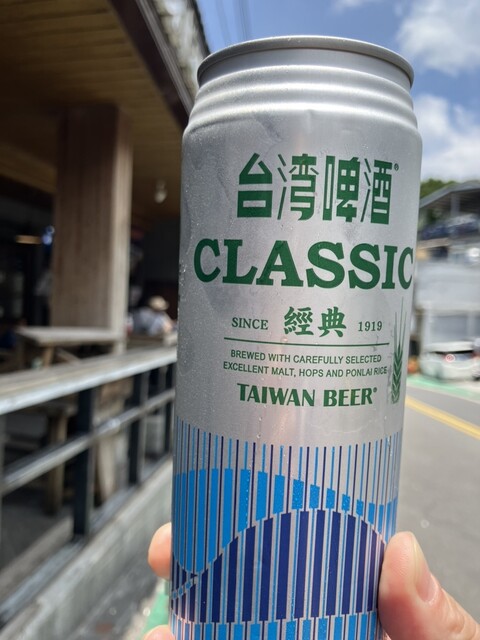 台湾啤酒®
CLASSIC
SINCE 經典 1919
BREWED WITH CAREFULLY SELECTED
EXCELLENT MALT, HOPS AND PONLAI RICE
TAIWAN BEER®